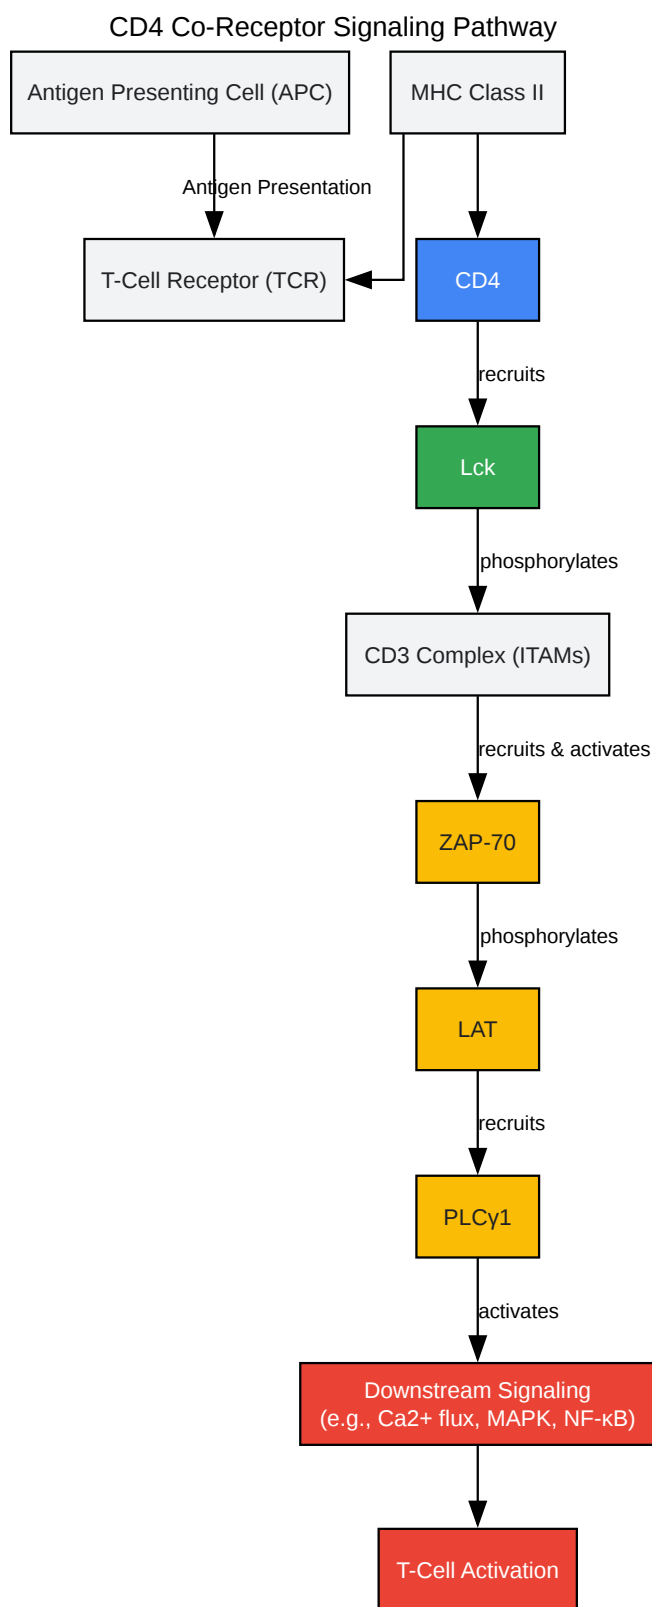 CD4 Co-Receptor Signaling Pathway
Antigen Presenting Cell (APC)
MHC Class II
Antigen Presentation
T-Cell Receptor (TCR)
CD4
recruits
Lck
phosphorylates
CD3 Complex (ITAMs)
recruits & activates
ZAP-70
phosphorylates
LAT
recruits
PLCγ1
activates
Downstream Signaling
(e.g., Ca2+ flux, MAPK, NF-κB)
T-Cell Activation